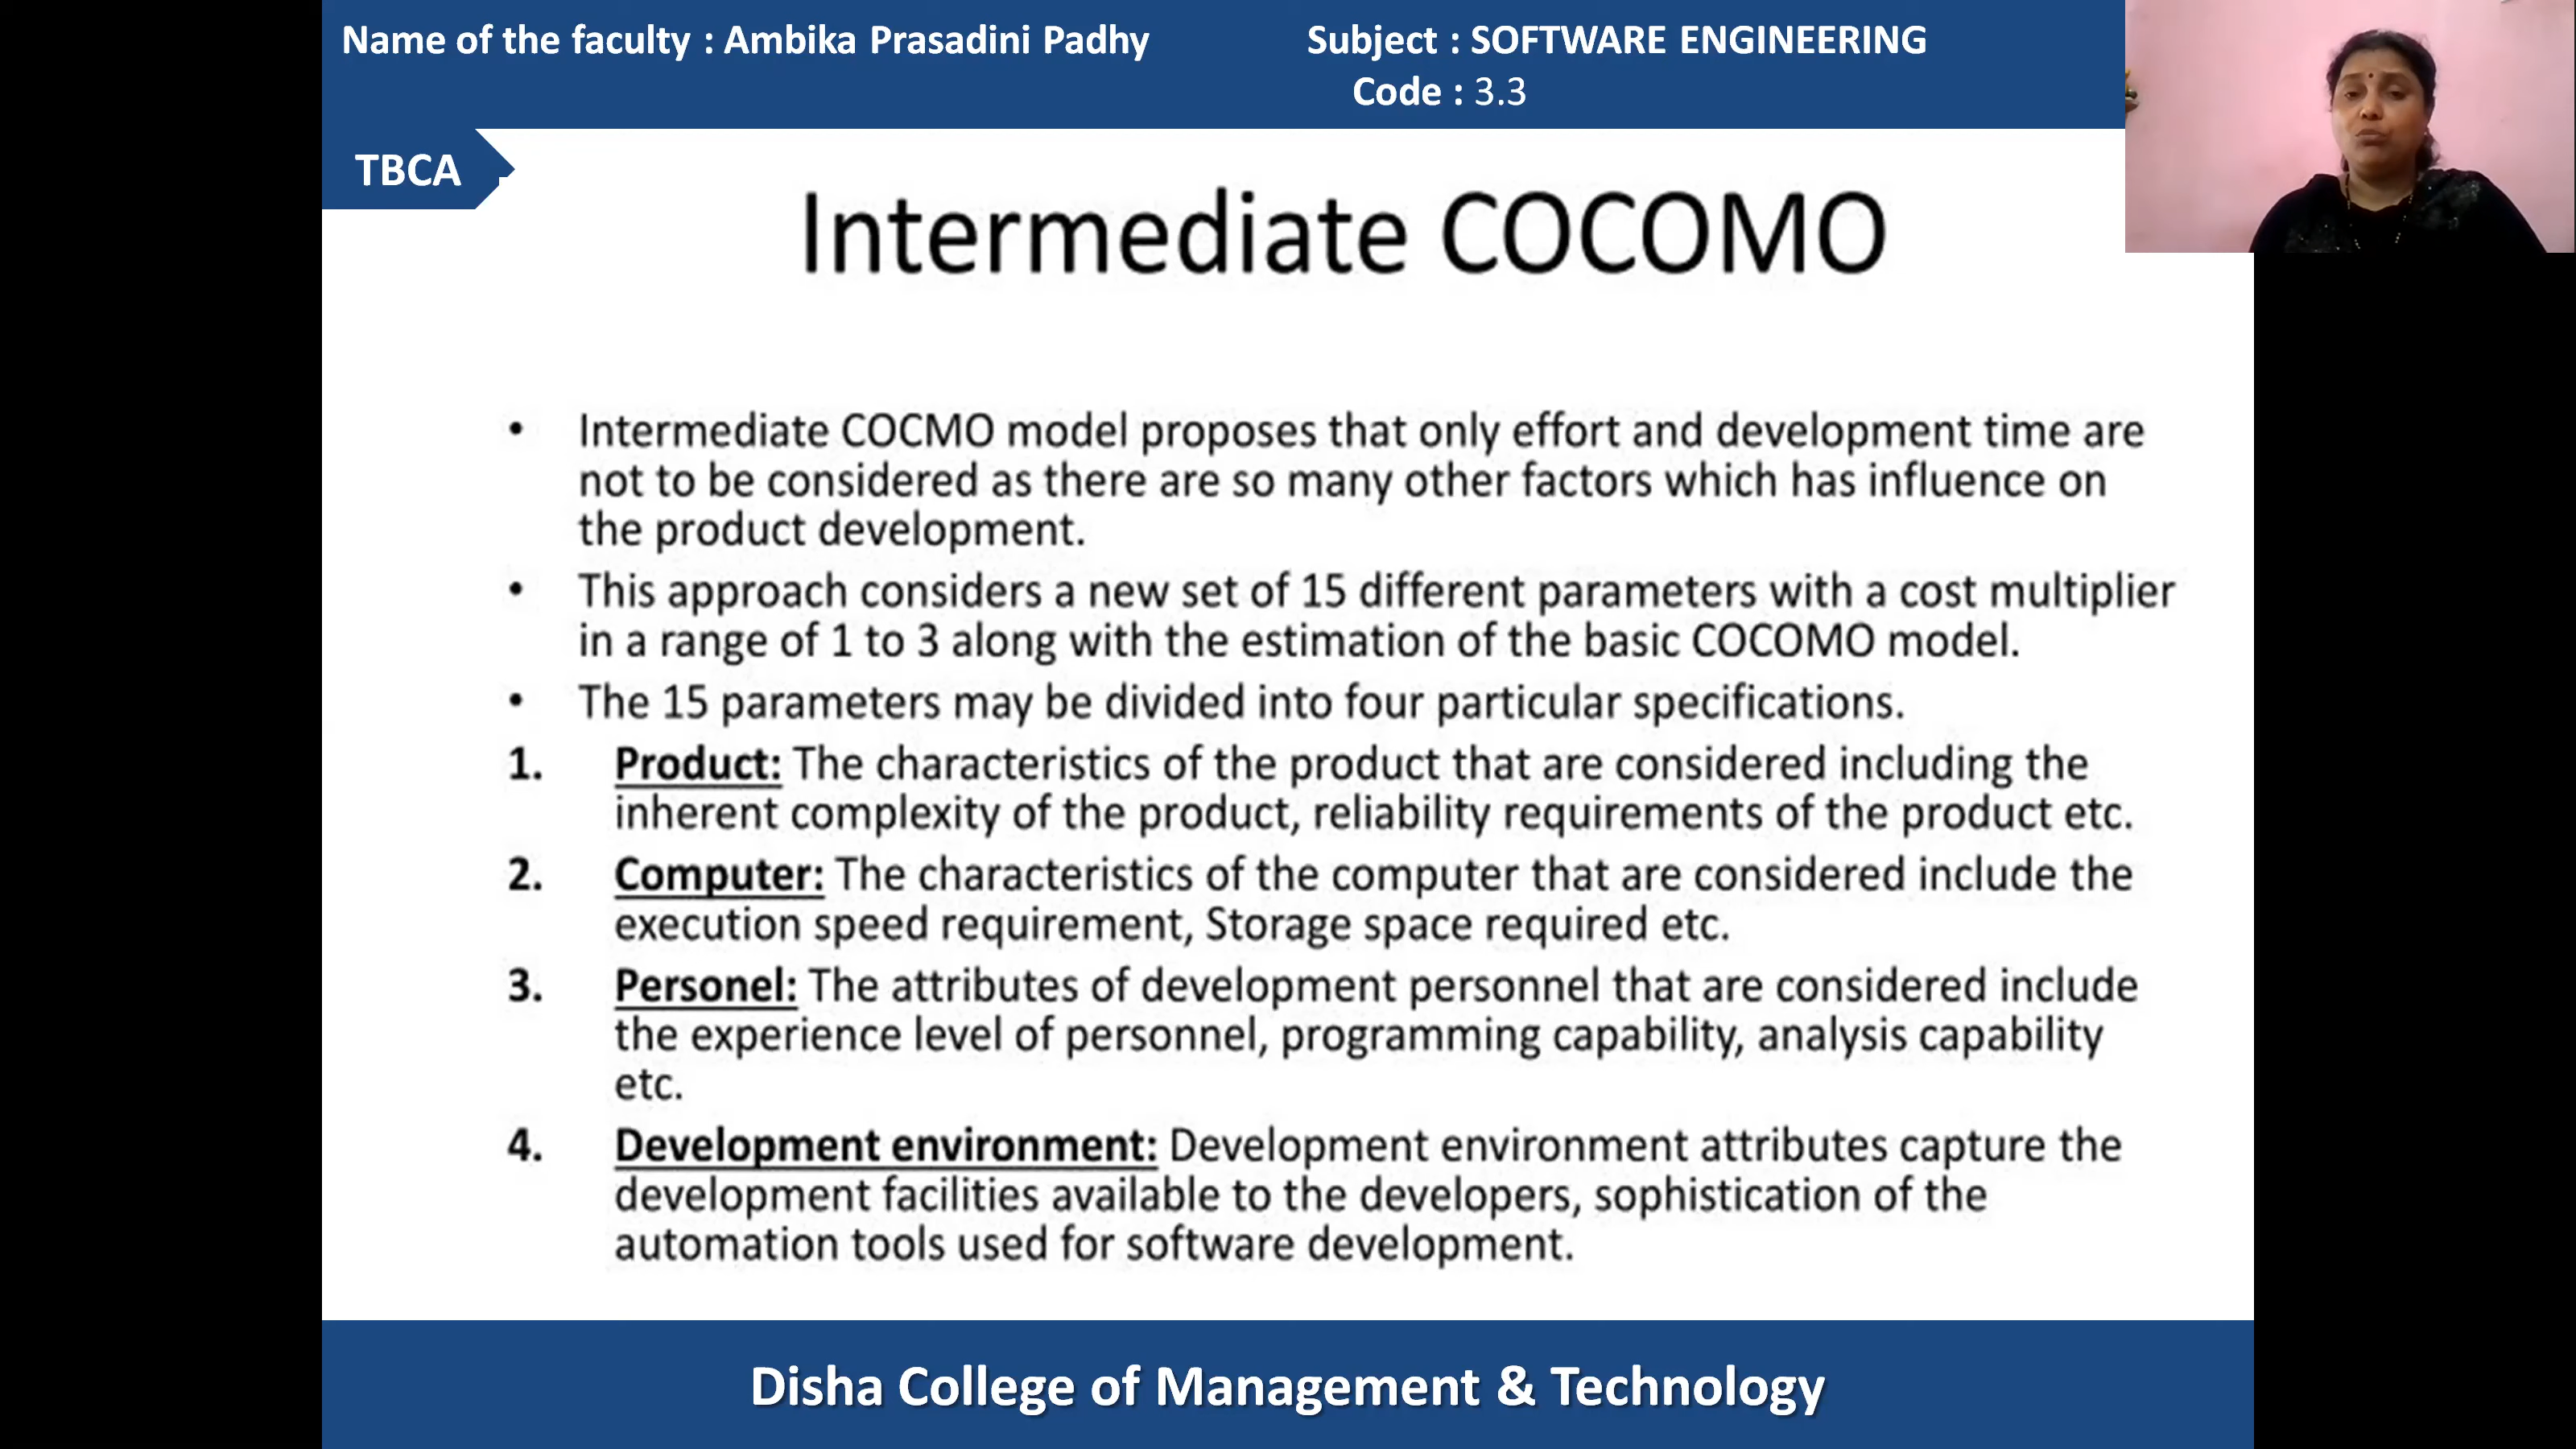 Name of the faculty : Ambika Prasadini Padhy
Subject : SOFTWARE ENGINEERING
Code : 3.3
TBCA
Intermediate COCOMO
• Intermediate COCMO model proposes that only effort and development time are
not to be considered as there are so many other factors which has influence on
the product development.
• This approach considers a new set of 15 different parameters with a cost multiplier
in a range of 1 to 3 along with the estimation of the basic COCOMO model.
• The 15 parameters may be divided into four particular specifications.
1. Product: The characteristics of the product that are considered including the
inherent complexity of the product, reliability requirements of the product etc.
2. Computer: The characteristics of the computer that are considered include the
execution speed requirement, Storage space required etc.
3. Personel: The attributes of development personnel that are considered include
the experience level of personnel, programming capability, analysis capability
etc.
4. Development environment: Development environment attributes capture the
development facilities available to the developers, sophistication of the
automation tools used for software development.
Disha College of Management & Technology